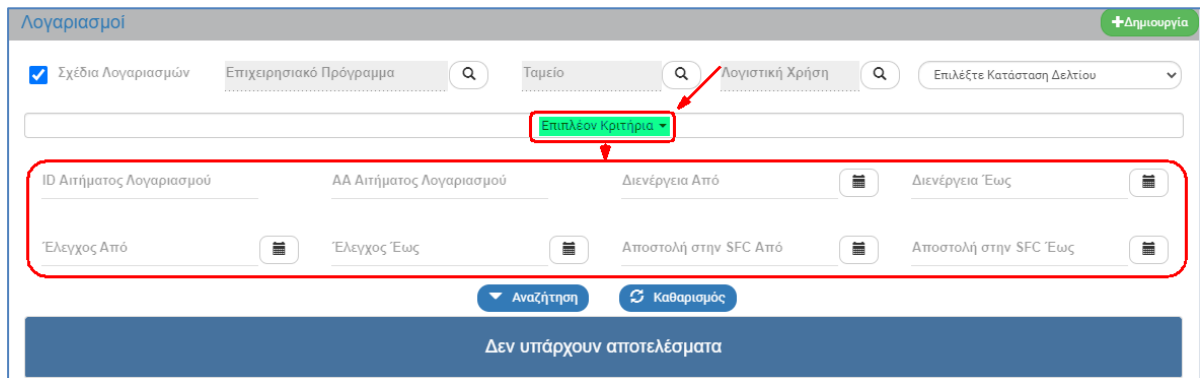 Λογαριασμοί
Δημιουργία
Σχέδια Λογαριασμών Επιχειρησιακό Πρόγραμμα Ταμείο Λογιστική Χρήση Επιλέξτε Κατάσταση Δελτίου
Επιπλέον Κριτήρια
ID Αιτήματος Λογαριασμού ΑΑ Αιτήματος Λογαριασμού Διενέργεια Από Διενέργεια Έως
Έλεγχος Από Έλεγχος Έως Αποστολή στην SFC Από Αποστολή στην SFC Έως
Αναζήτηση Καθαρισμός
Δεν υπάρχουν αποτελέσματα